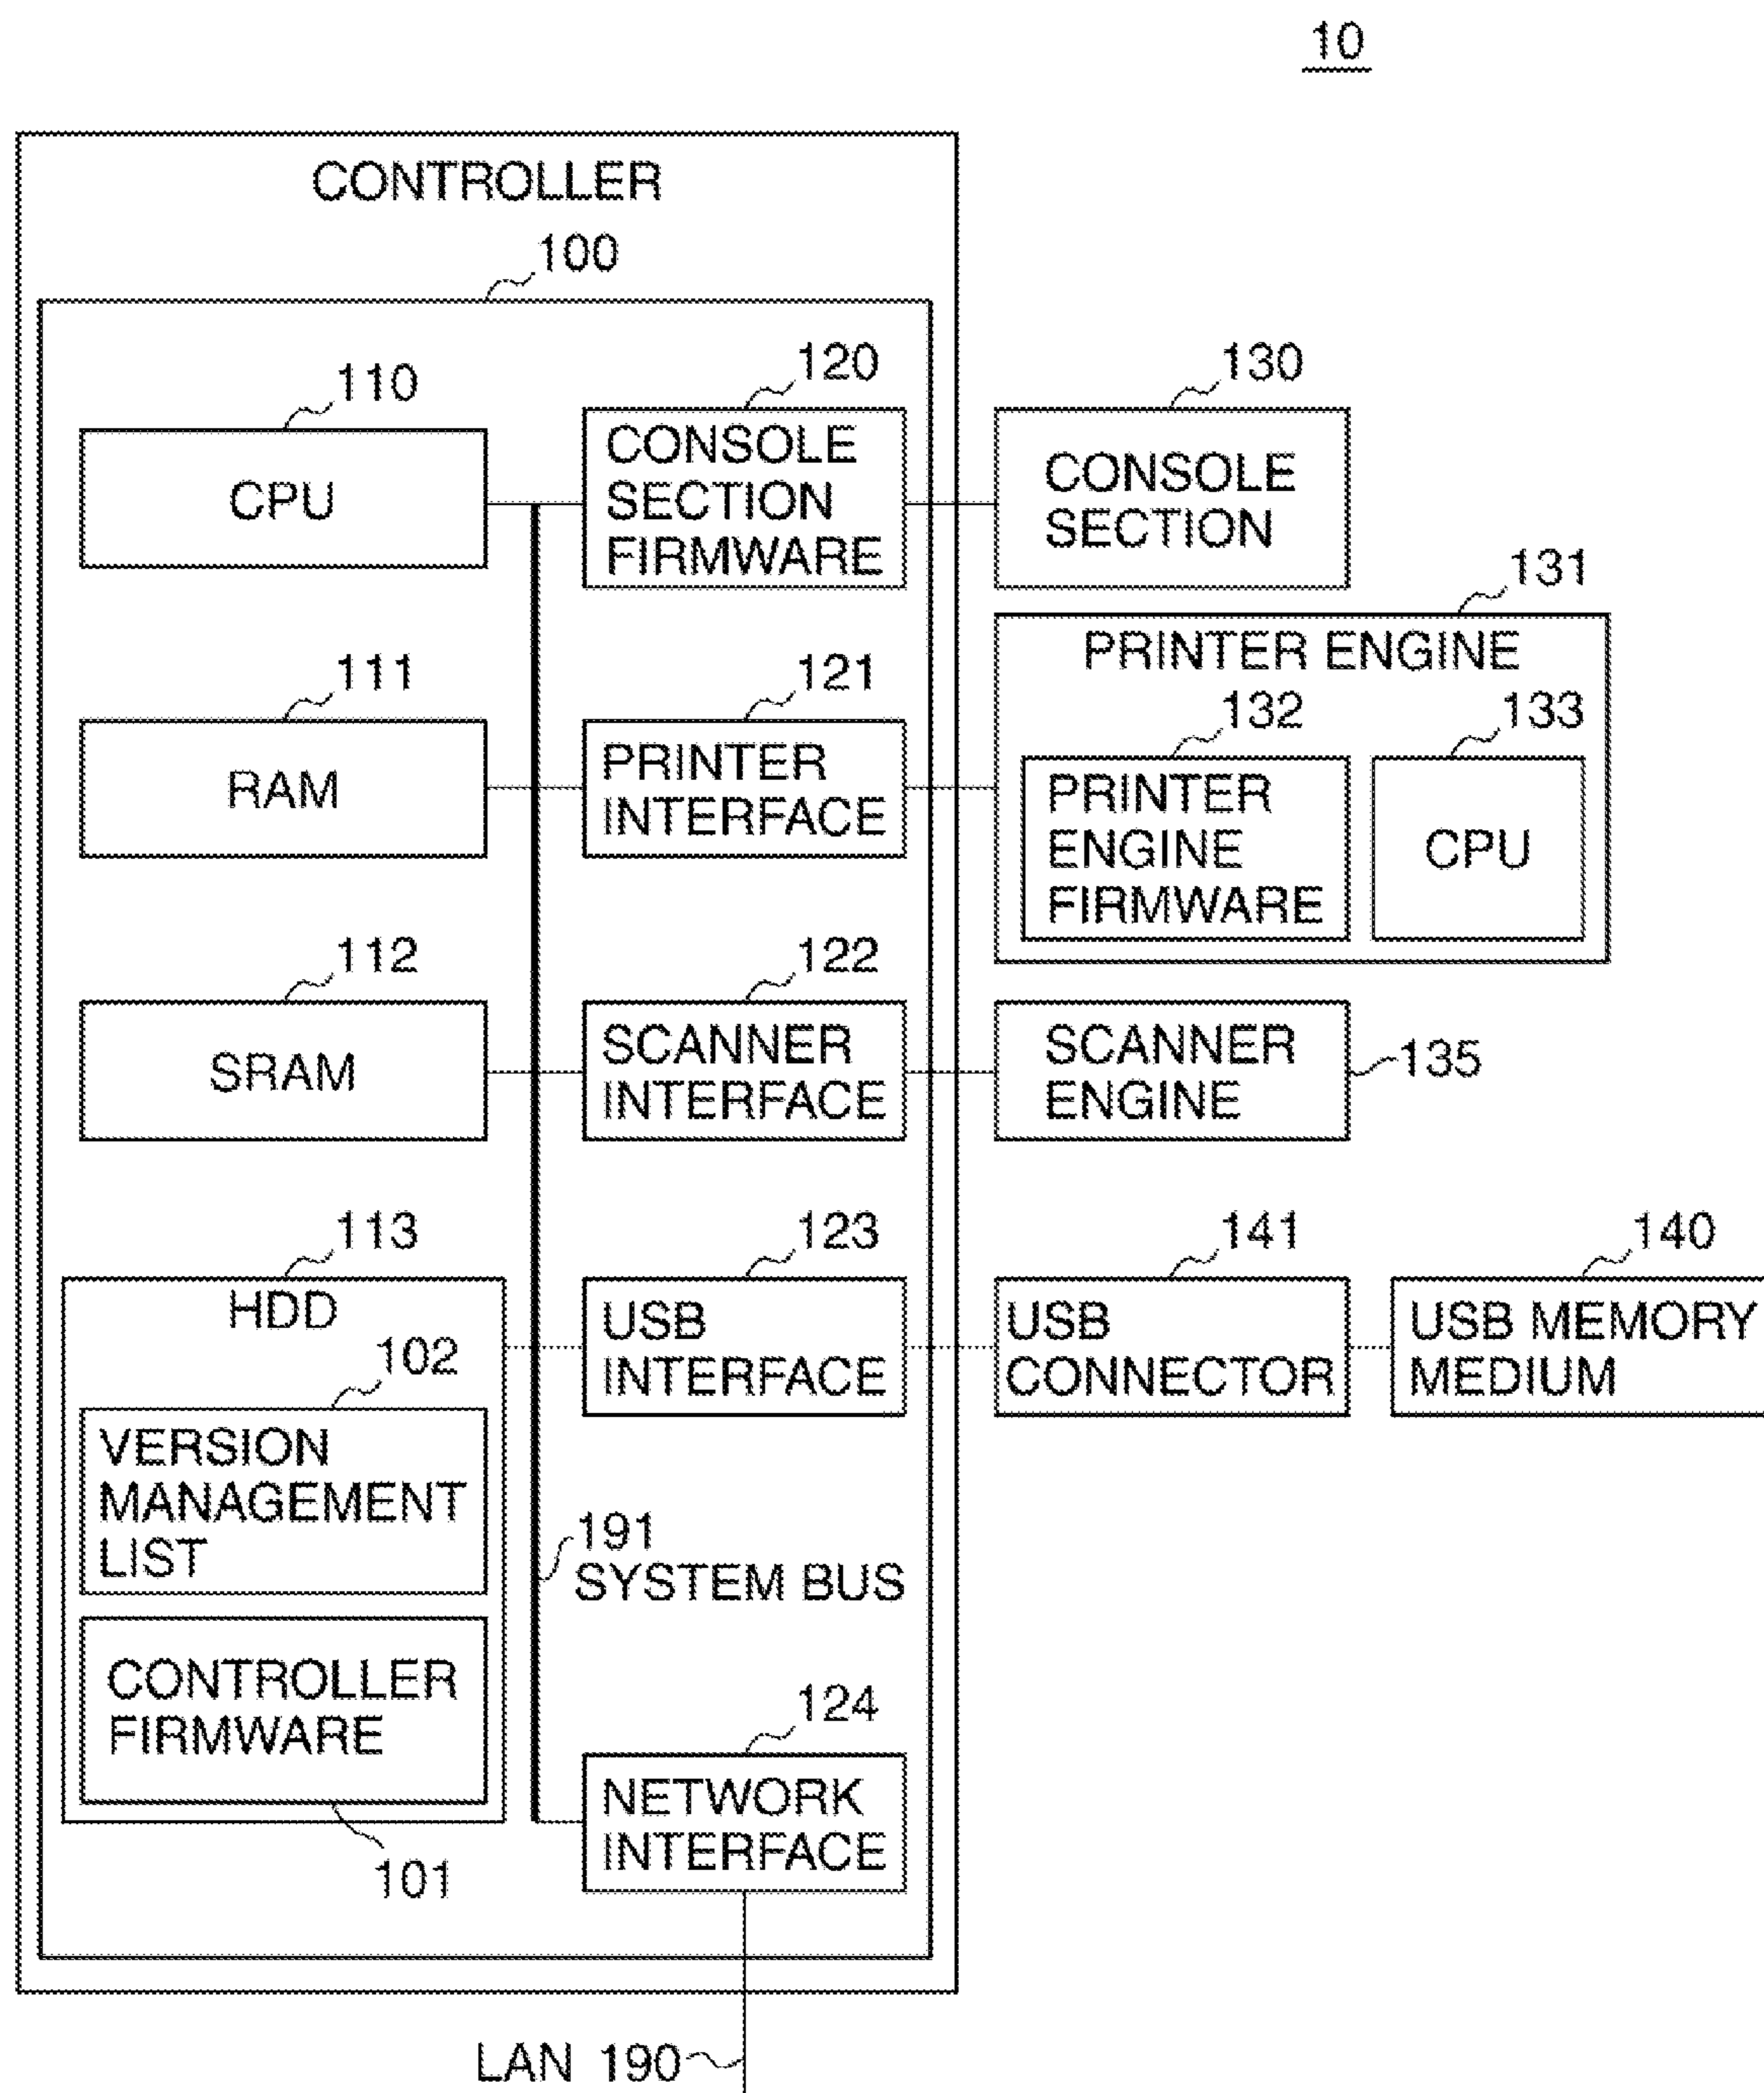 10
CONTROLLER
100
110
CPU
120
CONSOLE
SECTION
FIRMWARE
130
CONSOLE
SECTION
131
PRINTER ENGINE
111
RAM
121
PRINTER
INTERFACE
132
PRINTER
ENGINE
FIRMWARE
133
CPU
112
SRAM
122
SCANNER
INTERFACE
SCANNER
ENGINE
135
113
HDD
123
USB
INTERFACE
141
USB
CONNECTOR
140
USB MEMORY
MEDIUM
102
VERSION
MANAGEMENT
LIST
191
SYSTEM BUS
CONTROLLER
FIRMWARE
101
124
NETWORK
INTERFACE
LAN 190